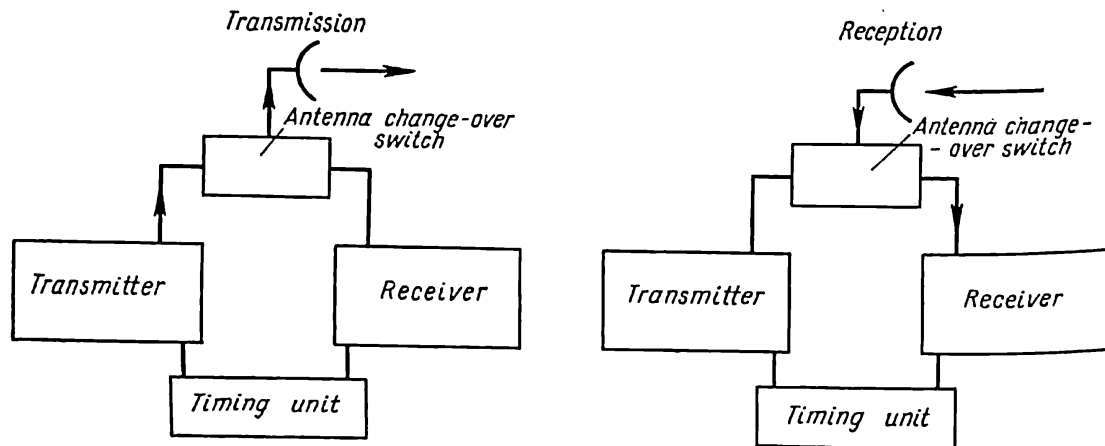 Transmission
Antenna change-over
switch
Transmitter
Receiver
Timing unit
Reception
Antenna change-
- over switch
Transmitter
Receiver
Timing unit